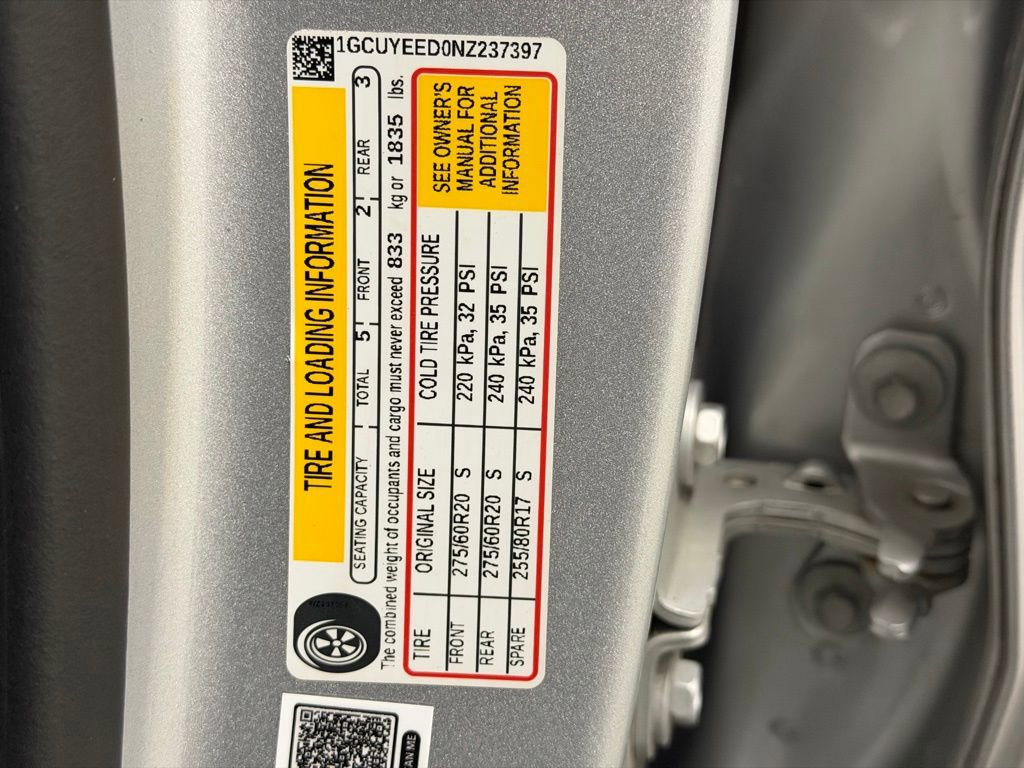 1GCUYEED0NZ237397
TIRE AND LOADING INFORMATION
SEATING CAPACITY TOTAL 5 FRONT 2 REAR 3
The combined weight of occupants and cargo must never exceed 833 kg or 1835 lbs.
TIRE ORIGINAL SIZE COLD TIRE PRESSURE
FRONT 275/60R20 S 220 kPa, 32 PSI
REAR 275/60R20 S 240 kPa, 35 PSI
SPARE 255/80R17 S 240 kPa, 35 PSI
SEE OWNER'S
MANUAL FOR
ADDITIONAL
INFORMATION
ME